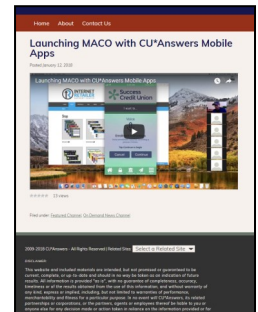 Home About Contact Us
Launching MACO with CU*Answers Mobile
Apps
Posted January 12, 2018
Launching MACO with CU*Answers Mobile Apps
INTERNET
RETAILER
Success
Credit Union
Cancel
Continue
23 views
Filed under: Featured Channel, On Demand News Channel
2009-2018 CU*Answers - All Rights Reserved | Related Sites: Select a Related Site
DISCLAIMER
This website and included materials are intended, but not promised or guaranteed to be
current, complete, or up-to-date and should in no way be taken as an indication of future
results. All information is provided "as is", with no guarantee of completeness, accuracy,
timeliness or of the results obtained from the use of this information, and without warranty of
any kind, express or implied, including, but not limited to warranties of performance,
merchantability and fitness for a particular purpose. In no event will CU*Answers, its related
partnerships or corporations, or the partners, agents or employees thereof be liable to you or
anyone else for any decision made or action taken in reliance on the information provided or for